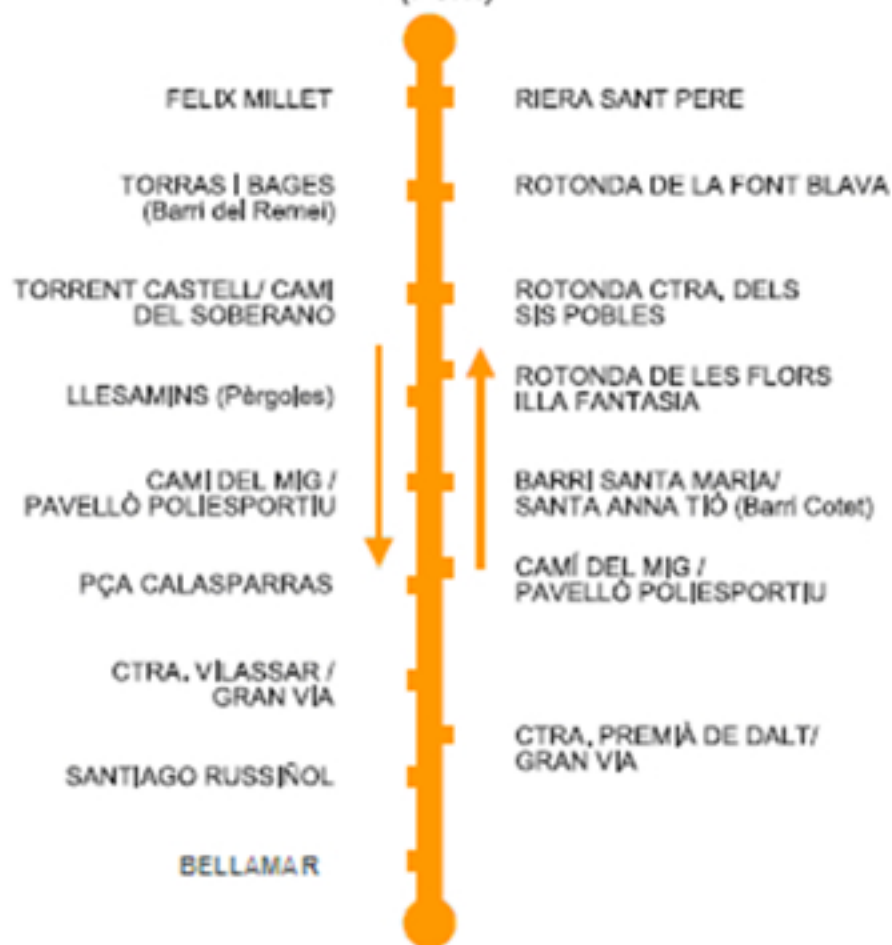 FELIX MILLET
TORRAS I BAGES
(Barri del Remei)
TORRENT CASTELL/ CAMI
DEL SOBERANO
LLESAMINS (Pèrgoles)
CAMI DEL MIG /
PAVELLÓ POLIESPORTIU
PÇA CALASPARRAS
CTRA. VILASSAR /
GRAN VIA
SANTIAGO RUSSIÑOL
BELLAMAR
RIERA SANT PERE
ROTONDA DE LA FONT BLAVA
ROTONDA CTRA. DELS
SIS POBLES
ROTONDA DE LES FLORS
ILLA FANTASIA
BARRI SANTA MARIA/
SANTA ANNA TIÓ (Barri Cotet)
CAMÍ DEL MIG /
PAVELLÓ POLIESPORTIU
CTRA. PREMIÀ DE DALT/
GRAN VIA